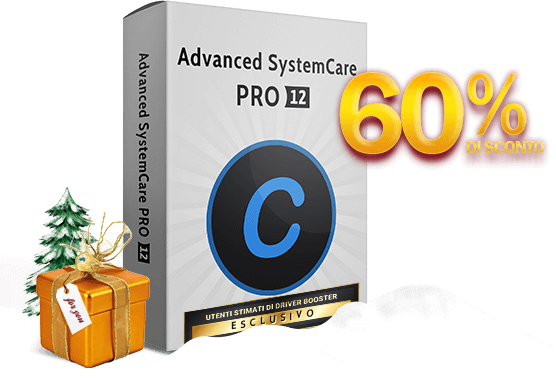 Advanced SystemCare
PRO 12
Advanced SystemCare PRO 12
60%
DI SCONTO
C
UTENTI STIMATI DI DRIVER BOOSTER
ESCLUSIVO
for you